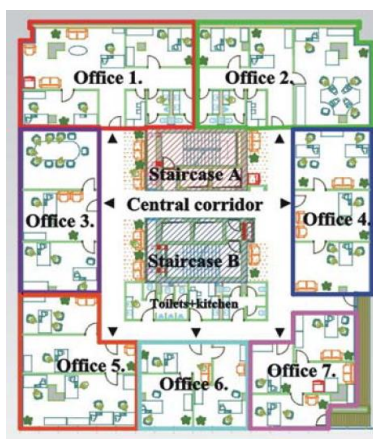 Office 1.
Office 2.
Staircase A
Central corridor
Office 3.
Office 4.
Staircase B
Toilets+kitchen
Office 5.
Office 6.
Office 7.